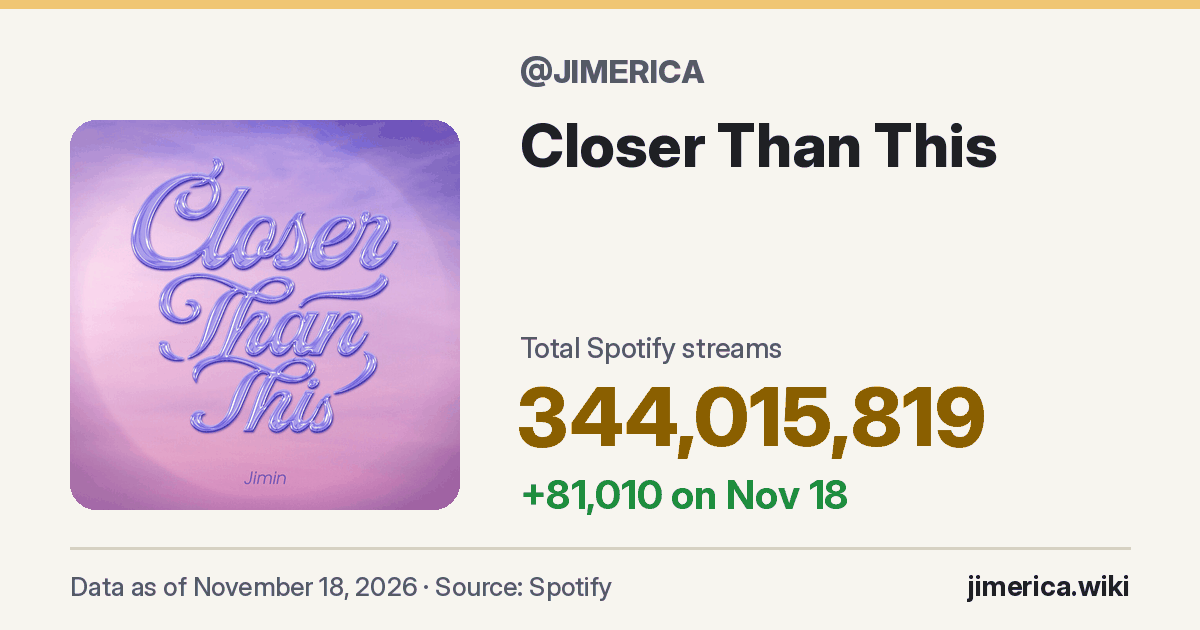 @JIMERICA
Closer Than This
Closer
Than
This
Jimin
Total Spotify streams
344,015,819
+81,010 on Nov 18
Data as of November 18, 2026 · Source: Spotify
jimerica.wiki